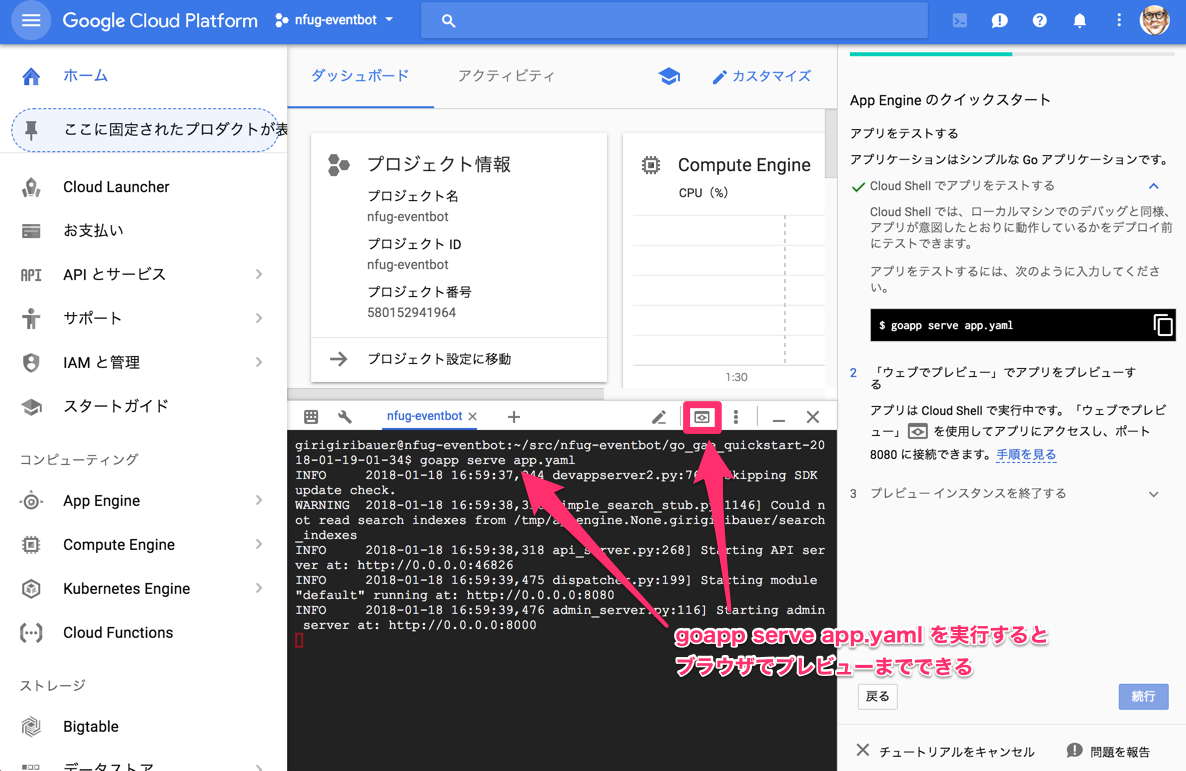 Google Cloud Platform
nfug-eventbot
ホーム
ここに固定されたプロダクトが表
Cloud Launcher
お支払い
API API とサービス
サポート
IAM と管理
スタートガイド
コンピューティング
App Engine
Compute Engine
Kubernetes Engine
Cloud Functions
ストレージ
Bigtable
データストア
ダッシュボード
アクティビティ
カスタマイズ
プロジェクト情報
プロジェクト名
nfug-eventbot
プロジェクト ID
nfug-eventbot
プロジェクト番号
580152941964
プロジェクト設定に移動
Compute Engine
CPU（%）
1:30
nfug-eventbot
girigiribauer@nfug-eventbot:~/src/nfug-eventbot/go_gae_quickstart-2
018-01-19-01-34$ goapp serve app.yaml
INFO 2018-01-18 16:59:37, devappserver2.py: Skipping SDK
update check.
WARNING 2018-01-18 16:59:38, simple_search_stub.py:1146] Could n
ot read search indexes from /tmp/appengine.None.girigiribauer/search
_indexes
INFO 2018-01-18 16:59:38,318 api_server.py:268] Starting API ser
ver at: http://0.0.0.0:46826
INFO 2018-01-18 16:59:39,475 dispatcher.py:199] Starting module
"default" running at: http://0.0.0.0:8080
INFO 2018-01-18 16:59:39,476 admin_server.py:116] Starting admin
server at: http://0.0.0.0:8000
goapp serve app.yaml を実行すると
ブラウザでプレビューまでできる
App Engine のクイックスタート
アプリをテストする
アプリケーションはシンプルな Go アプリケーションです。
Cloud Shell でアプリをテストする
Cloud Shell では、ローカルマシンでのデバッグと同様、
アプリが意図したとおりに動作しているかをデプロイ前
にテストできます。
アプリをテストするには、次のように入力してくださ
い。
$ goapp serve app.yaml
2 「ウェブでプレビュー」でアプリをプレビューす
る
アプリは Cloud Shell で実行中です。「ウェブでプレビ
ュー」 を使用してアプリにアクセスし、ポート
8080 に接続できます。手順を見る
3 プレビュー インスタンスを終了する
戻る
続行
チュートリアルをキャンセル
問題を報告